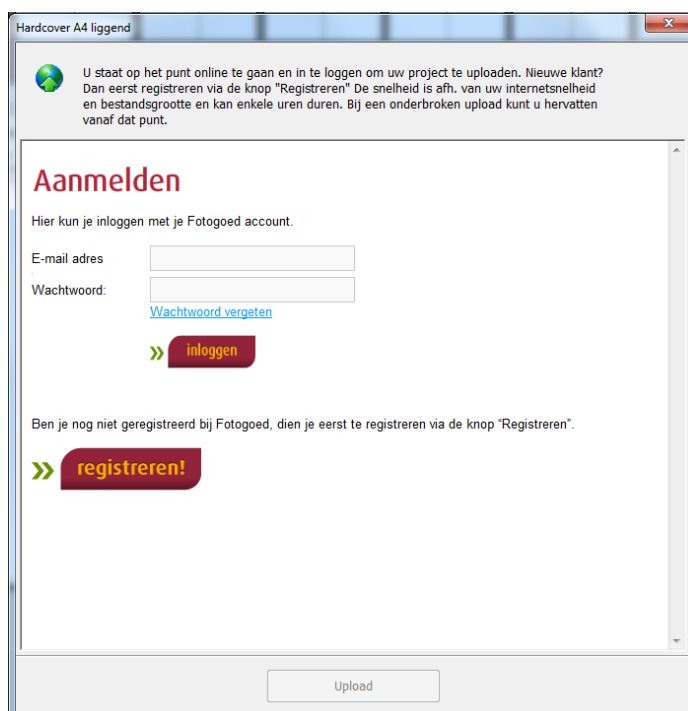 Hardcover A4 liggend
U staat op het punt online te gaan en in te loggen om uw project te uploaden. Nieuwe klant?
Dan eerst registreren via de knop "Registreren" De snelheid is afh. van uw internetsnelheid
en bestandsgrootte en kan enkele uren duren. Bij een onderbroken upload kunt u hervatten
vanaf dat punt.
Aanmelden
Hier kun je inloggen met je Fotogoed account.
E-mail adres
Wachtwoord:
Wachtwoord vergeten
inloggen
Ben je nog niet geregistreerd bij Fotogoed, dien je eerst te registreren via de knop “Registreren”.
registreren!
Upload